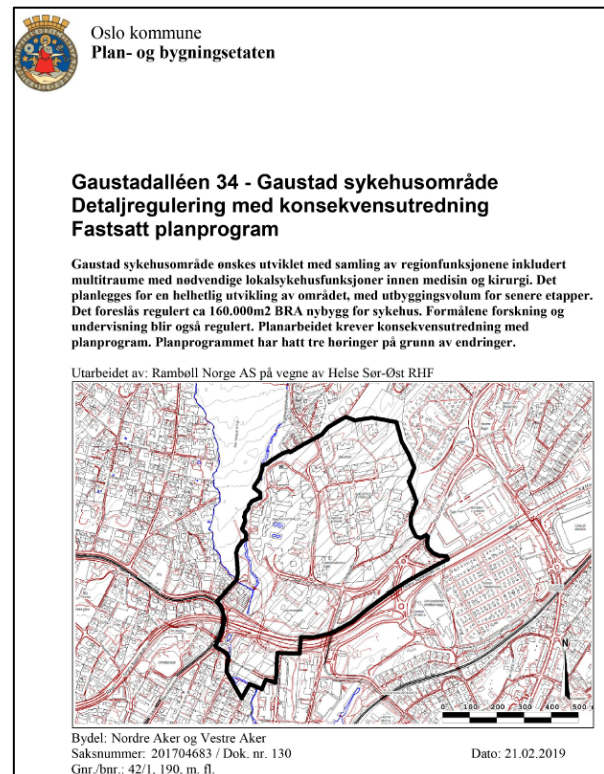 Oslo kommune
Plan- og bygningsetaten
Gaustadalléen 34 - Gaustad sykehusområde
Detaljregulering med konsekvensutredning
Fastsatt planprogram
Gaustad sykehusområde ønskes utviklet med samling av regionfunksjonene inkludert
multitraume med nødvendige lokalsykehusfunksjoner innen medisin og kirurgi. Det
planlegges for en helhetlig utvikling av området, med utbyggingsvolum for senere etapper.
Det foreslås regulert ca 160.000m2 BRA nybygg for sykehus. Formålene forskning og
undervisning blir også regulert. Planarbeidet krever konsekvensutredning med
planprogram. Planprogrammet har hatt tre høringer på grunn av endringer.
Utarbeidet av: Rambøll Norge AS på vegne av Helse Sør-Øst RHF
N
0 100 200 300 400 500
Bydel: Nordre Aker og Vestre Aker
Saksnummer: 201704683 / Dok. nr. 130 Dato: 21.02.2019
Gnr./bnr.: 42/1, 190, m. fl.